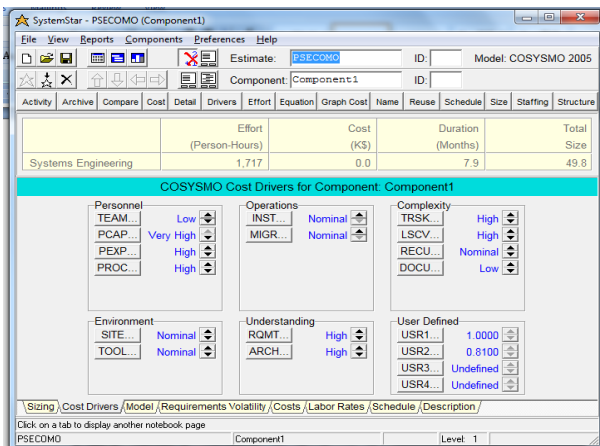 SystemStar - PSECOMO (Component1)
File View Reports Components Preferences Help
Estimate: PSECOMO ID: Model: COSYSMO 2005
Component: Component1 ID:
Activity Archive Compare Cost Detail Drivers Effort Equation Graph Cost Name Reuse Schedule Size Staffing Structure
Effort Cost Duration Total
(Person-Hours) (K$) (Months) Size
Systems Engineering 1,717 0.0 7.9 49.8
COSYSMO Cost Drivers for Component: Component1
Personnel Operations Complexity
TEAM... Low INST... Nominal TRSK... High
PCAP... Very High MIGR... Nominal LSCV... High
PEXP... High RECU... Nominal
PROC... High DOCU... Low
Environment Understanding User Defined
SITE... Nominal RQMT... High USR1... 1.0000
TOOL... Nominal ARCH... High USR2... 0.8100
USR3... Undefined
USR4... Undefined
Sizing Cost Drivers Model Requirements Volatility Costs Labor Rates Schedule Description
Click on a tab to display another notebook page
PSECOMO Component1 Level: 1